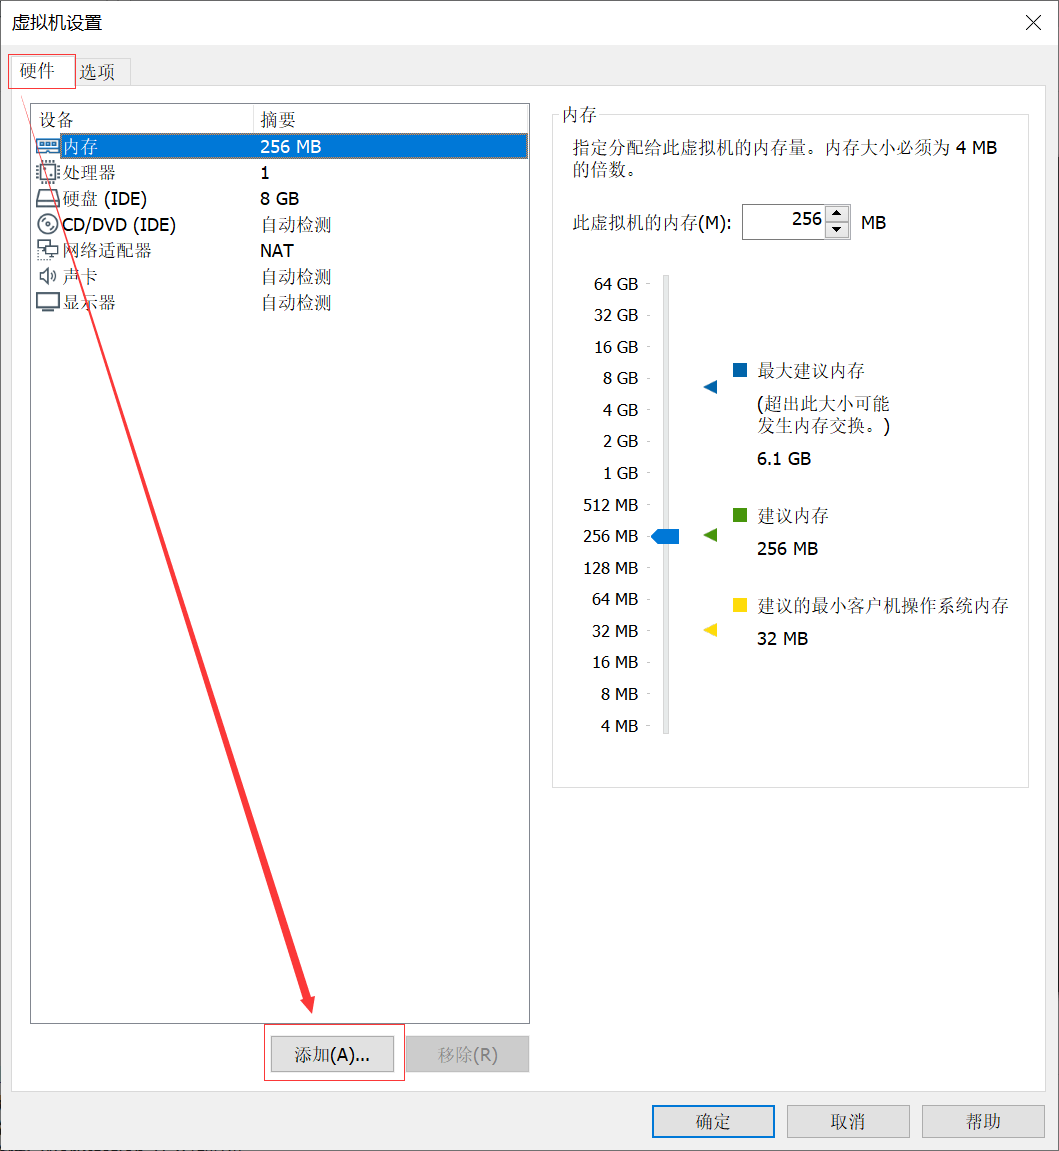 虚拟机设置
硬件 选项
设备 摘要
内存 256 MB
处理器 1
硬盘 (IDE) 8 GB
CD/DVD (IDE) 自动检测
网络适配器 NAT
声卡 自动检测
显示器 自动检测
添加(A)... 移除(R)
内存
指定分配给此虚拟机的内存量。内存大小必须为 4 MB
的倍数。
此虚拟机的内存(M): 256 MB
64 GB
32 GB
16 GB
8 GB
4 GB
2 GB
1 GB
512 MB
256 MB
128 MB
64 MB
32 MB
16 MB
8 MB
4 MB
最大建议内存
(超出此大小可能
发生内存交换。)
6.1 GB
建议内存
256 MB
建议的最小客户机操作系统内存
32 MB
确定 取消 帮助